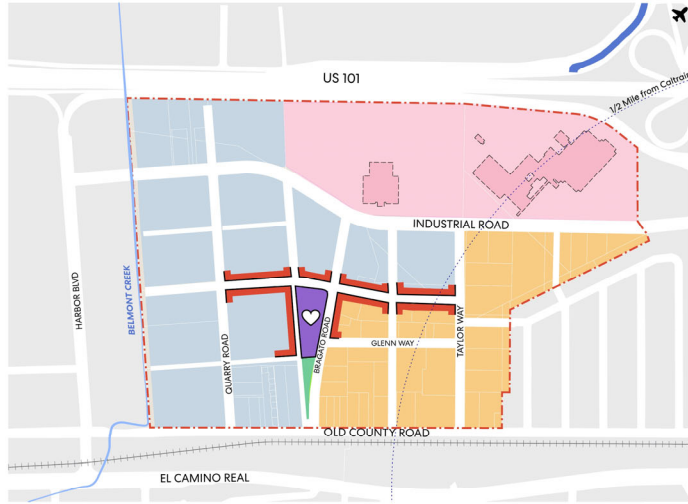 US 101
1/2 Mile from Caltrain
INDUSTRIAL ROAD
HARBOR BLVD
BELMONT CREEK
QUARRY ROAD
BRAGATO ROAD
GLENN WAY
TAYLOR WAY
OLD COUNTY ROAD
EL CAMINO REAL